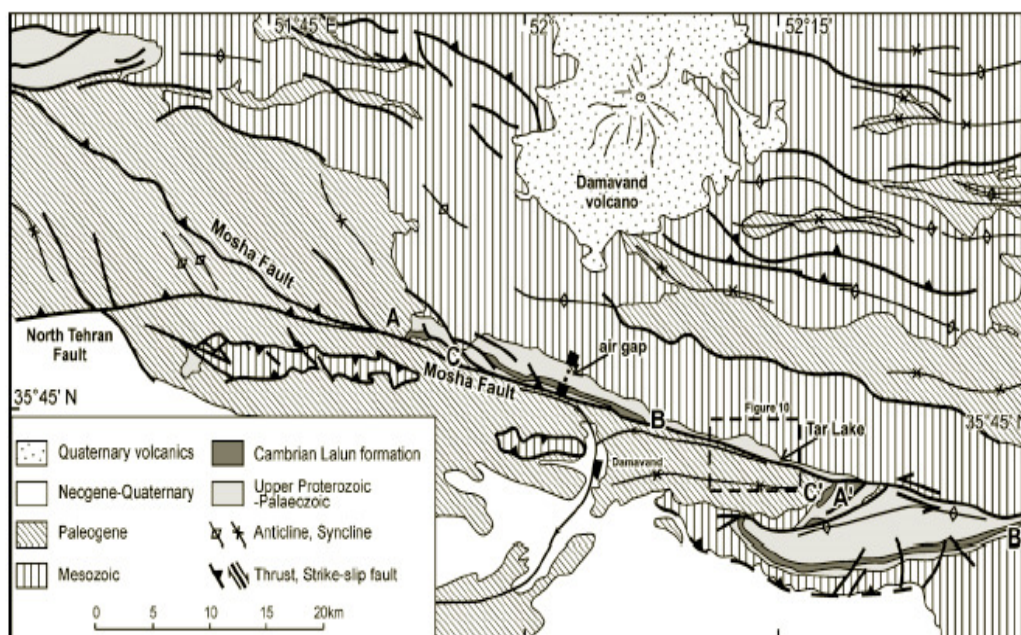 51°45' E
52°
52°15'
Damavand
volcano
Mosha Fault
North Tehran
Fault
A
C
Mosha Fault
air gap
B
35°45' N
Figure 10
35°45' N
Tar Lake
Damavand
C'
A'
B
Quaternary volcanics
Neogene-Quaternary
Paleogene
Mesozoic
Cambrian Lalun formation
Upper Proterozoic
-Palaeozoic
Anticline, Syncline
Thrust, Strike-slip fault
0 5 10 20km